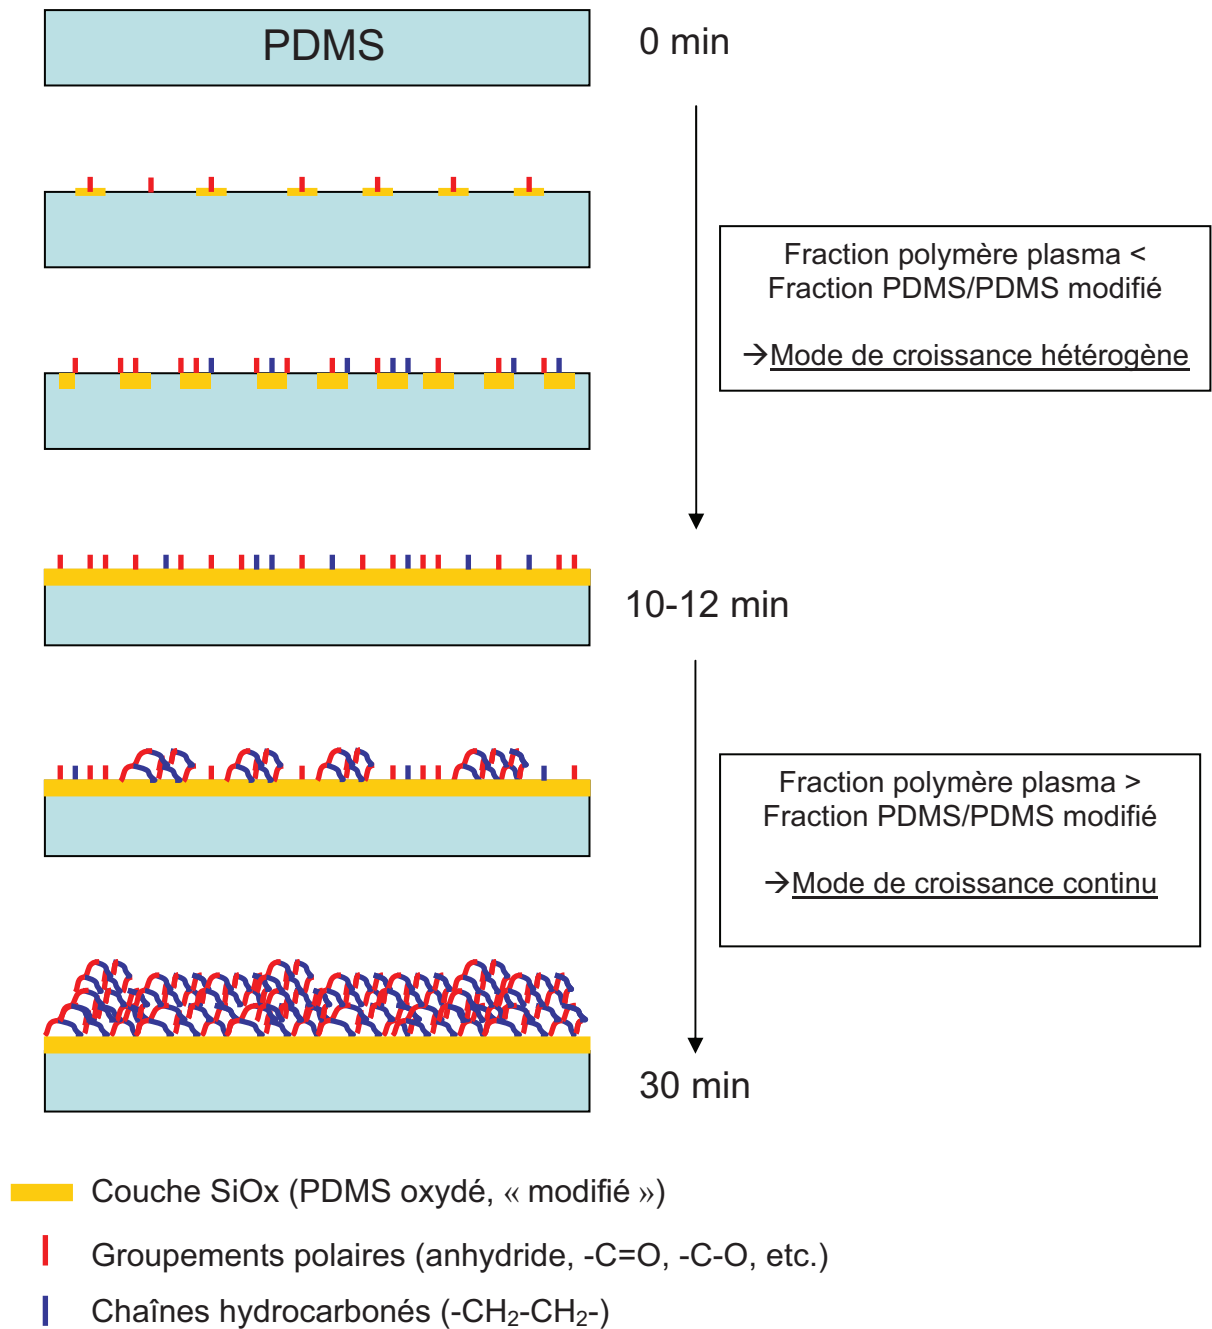 PDMS
0 min
Fraction polymère plasma <
Fraction PDMS/PDMS modifié
→Mode de croissance hétérogène
10-12 min
Fraction polymère plasma >
Fraction PDMS/PDMS modifié
→Mode de croissance continu
30 min
Couche SiOx (PDMS oxydé, « modifié »)
Groupements polaires (anhydride, -C=O, -C-O, etc.)
Chaînes hydrocarbonés (-CH₂-CH₂-)